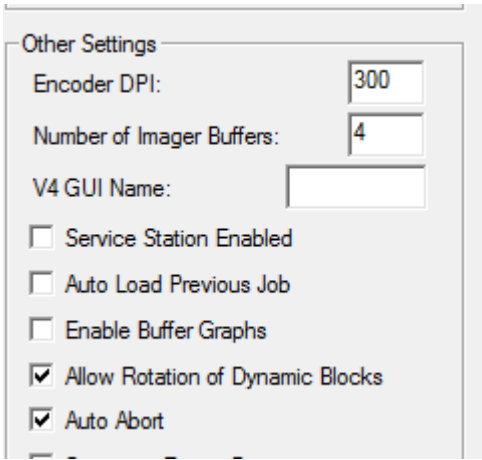 Other Settings
Encoder DPI: 300
Number of Imager Buffers: 4
V4 GUI Name:
Service Station Enabled
Auto Load Previous Job
Enable Buffer Graphs
Allow Rotation of Dynamic Blocks
Auto Abort